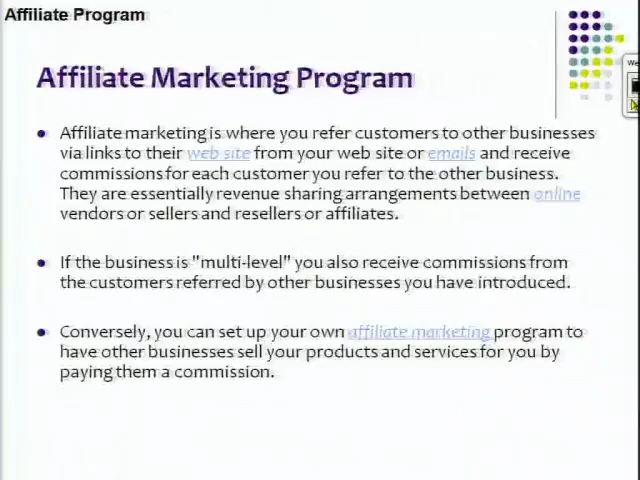 Affiliate Program
Affiliate Marketing Program
Affiliate marketing is where you refer customers to other businesses
via links to their web site from your web site or emails and receive
commissions for each customer you refer to the other business.
They are essentially revenue sharing arrangements between online
vendors or sellers and resellers or affiliates.
If the business is "multi-level" you also receive commissions from
the customers referred by other businesses you have introduced.
Conversely, you can set up your own affiliate marketing program to
have other businesses sell your products and services for you by
paying them a commission.